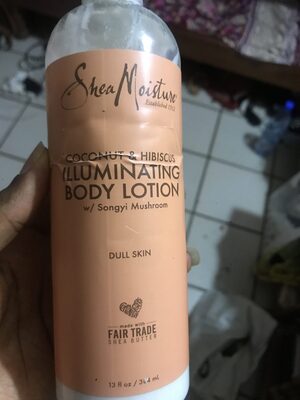 SheaMoisture
Established 1912
COCONUT & HIBISCUS
ILLUMINATING
BODY LOTION
w/ Songyi Mushroom
DULL SKIN
made with
FAIR TRADE
SHEA BUTTER
13 fl oz / 384 mL